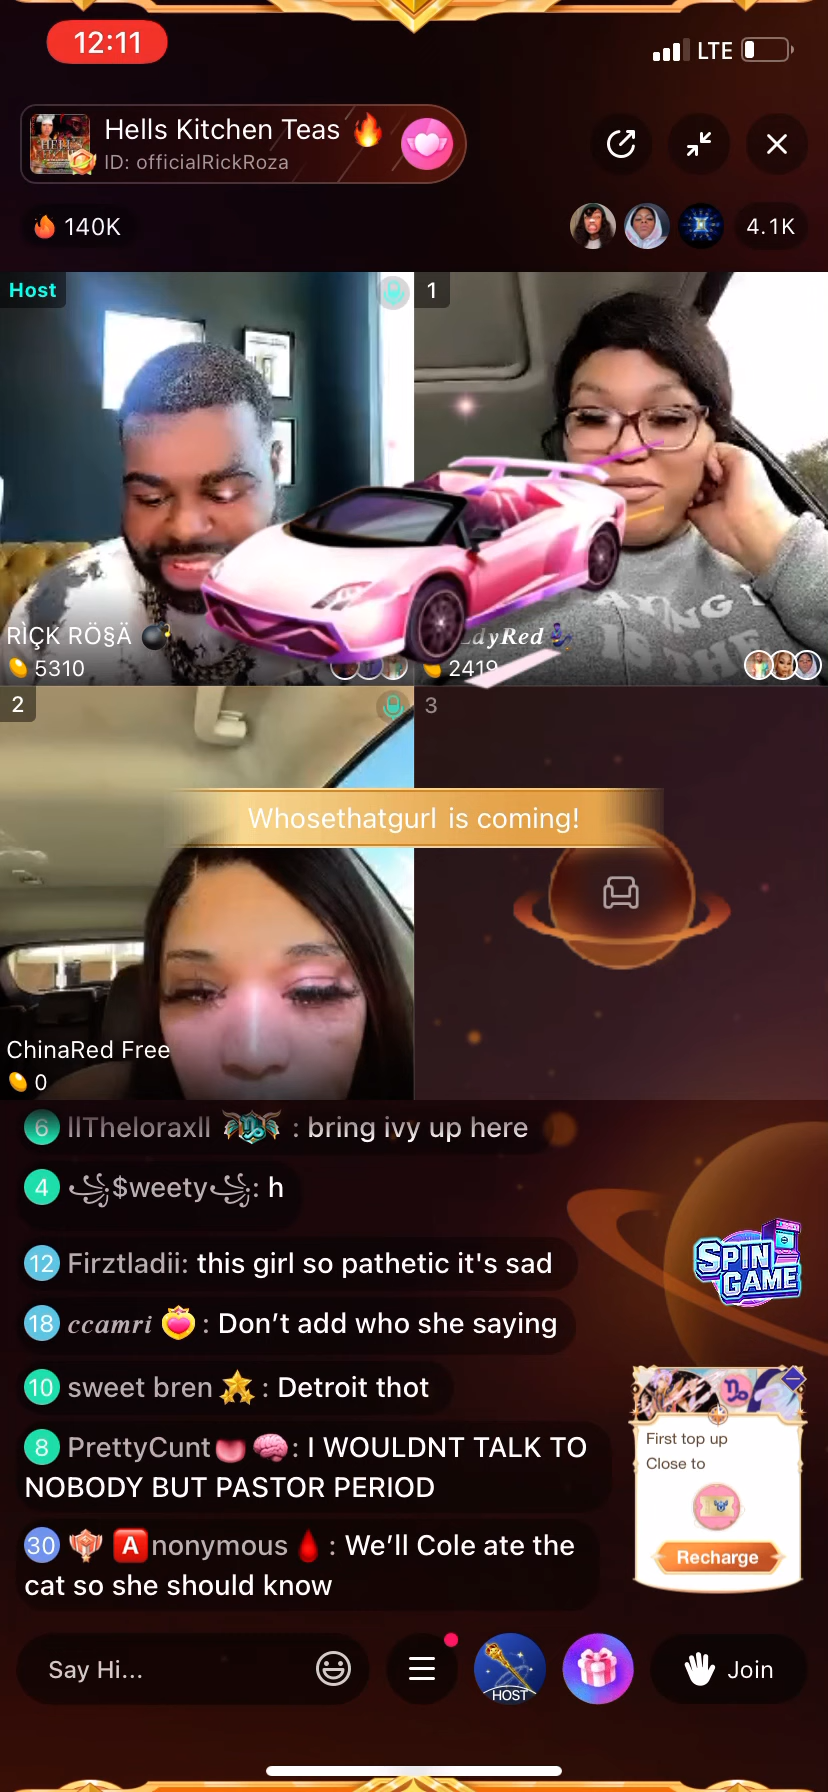 12:11
LTE
Hells Kitchen Teas 🔥
ID: officialRickRoza
🔥 140K
4.1K
Host
1
RÌÇK RÖ§Ä 💣
dyRed
5310
2419
2
3
Whosethatgurl is coming!
ChinaRed Free
0
6 llTheloraxll ♑ : bring ivy up here
4 ꧁$weety꧂: h
12 Firztladii: this girl so pathetic it's sad
18 ccamri : Don’t add who she saying
10 sweet bren : Detroit thot
8 PrettyCunt👅🧠: I WOULDNT TALK TO
NOBODY BUT PASTOR PERIOD
30 🅰nonymous🩸: We’ll Cole ate the
cat so she should know
SPIN
GAME
First top up
Close to
Recharge
Say Hi...
HOST
Join